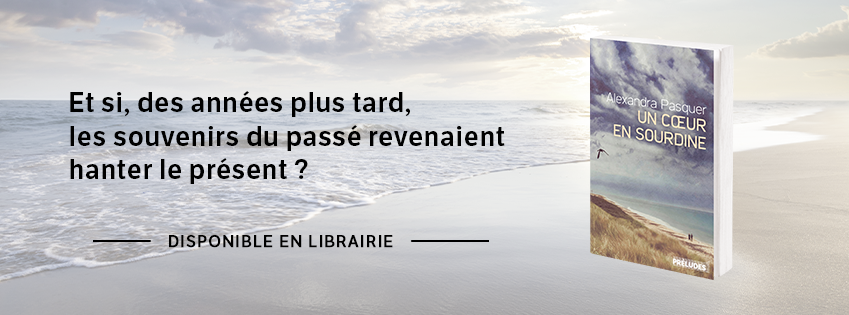 Et si, des années plus tard,
les souvenirs du passé revenaient
hanter le présent ?
DISPONIBLE EN LIBRAIRIE
Alexandra Pasquer
UN CŒUR
EN SOURDINE
PRÉLUDES